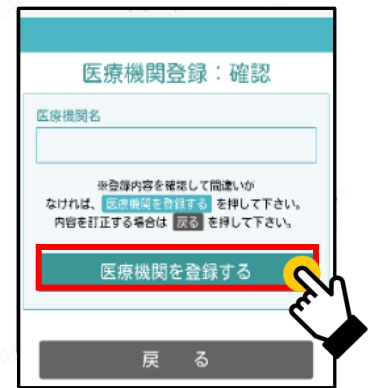 医療機関登録：確認
医療機関名
※登録内容を確認して間違いが
なければ、 医療機関を登録する を押して下さい。
内容を訂正する場合は 戻る を押して下さい。
医療機関を登録する
戻 る